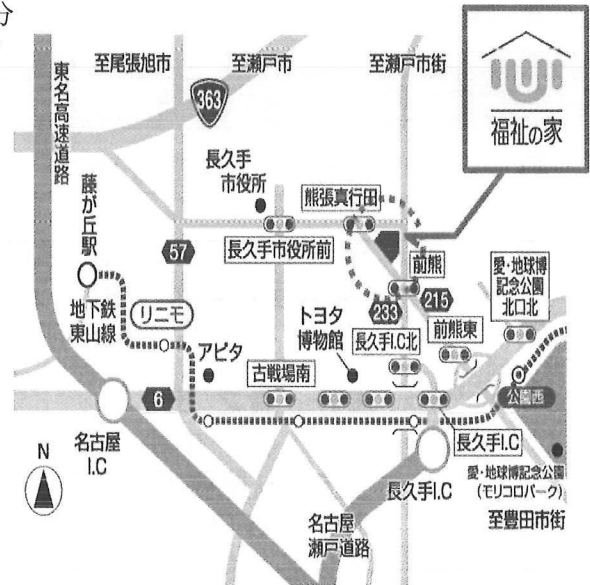 分
至尾張旭市
至瀬戸市
至瀬戸市街
363
福祉の家
東名高速道路
長久手
市役所
熊張真行田
藤が丘駅
57
長久手市役所前
前熊
愛・地球博
記念公園
北口北
地下鉄
東山線
リニモ
トヨタ
博物館
233
215
前熊東
長久手I.C北
アピタ
古戦場南
6
公園西
名古屋
I.C
長久手I.C
N
長久手I.C
愛・地球博記念公園
(モリコロパーク)
名古屋
瀬戸道路
至豊田市街